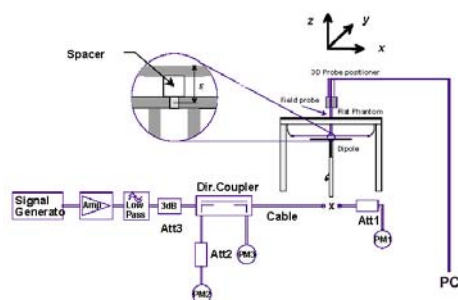 z
y
x
Spacer
s
3D Probe positioner
Field probe
Flat Phantom
Dipole
Dir.Coupler
Signal
Generato
Amp
Low
Pass
3dB
Cable
x
Att1
Att3
Att2
PM3
PM1
PM2
PC